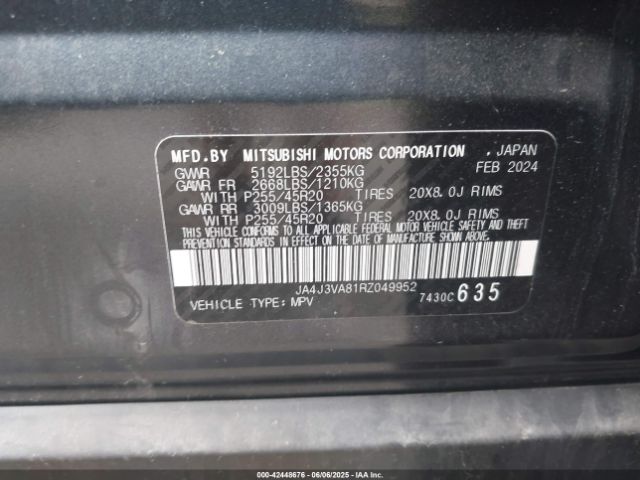 MFD.BY MITSUBISHI MOTORS CORPORATION . JAPAN
GVWR 5192LBS/2355KG FEB 2024
GAWR FR 2668LBS/1210KG
WITH P255/45R20 TIRES 20X8.0J RIMS
GAWR RR 3009LBS/1365KG
WITH P255/45R20 TIRES 20X8.0J RIMS
THIS VEHICLE CONFORMS TO ALL APPLICABLE FEDERAL MOTOR VEHICLE SAFETY AND THEFT
PREVENTION STANDARDS IN EFFECT ON THE DATE OF MANUFACTURE SHOWN ABOVE.
JA4J3VA81RZ049952
VEHICLE TYPE: MPV 7430C 635
000-42448676 - 06/06/2025 - COPYRIGHT IAA, LLC.